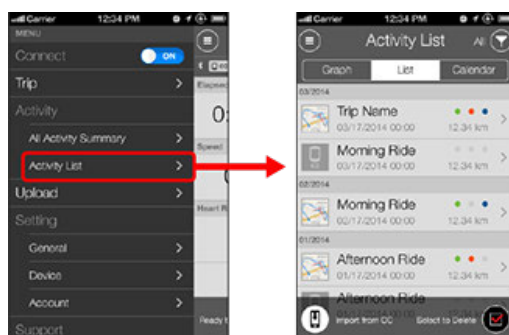 Carrier 12:34 PM
MENU
Connect ON
Trip
Activity
All Activity Summary
Activity List
Upload
Setting
General
Device
Account
Support
Elapsed
0:
Speed
Heart R
Ready t
Carrier 12:34 PM
Activity List All
Graph List Calendar
03/2014
Trip Name
03/17/2014 00:00 12.34 km
Morning Ride
03/17/2014 00:00 12.34 km
02/2014
Morning Ride
02/17/2014 00:00 12.34 km
01/2014
Afternoon Ride
01/17/2014 00:00 12.34 km
Afternoon Ride
Import from CC Select to Delete